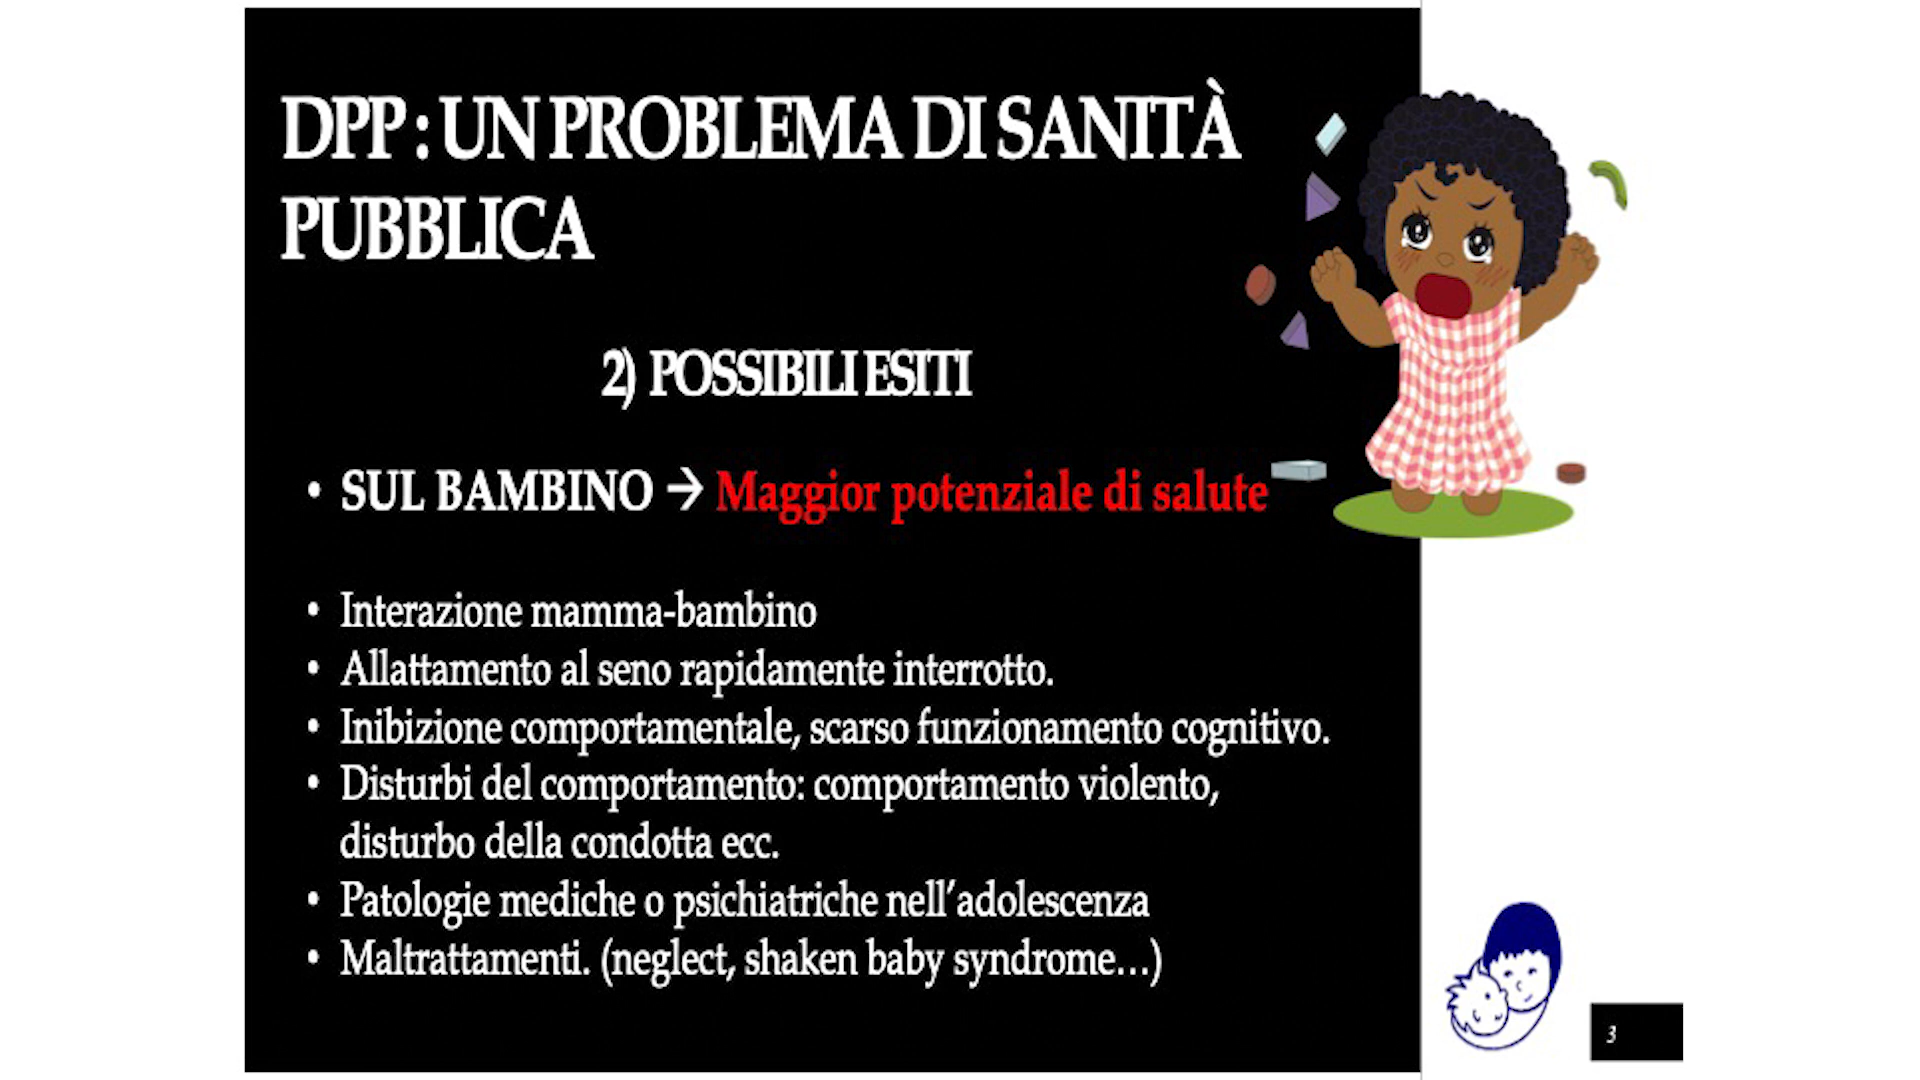 DPP : UN PROBLEMA DI SANITÀ
PUBBLICA
2) POSSIBILI ESITI
• SUL BAMBINO → Maggior potenziale di salute
• Interazione mamma-bambino
• Allattamento al seno rapidamente interrotto.
• Inibizione comportamentale, scarso funzionamento cognitivo.
• Disturbi del comportamento: comportamento violento,
disturbo della condotta ecc.
• Patologie mediche o psichiatriche nell’adolescenza
• Maltrattamenti. (neglect, shaken baby syndrome…)
3